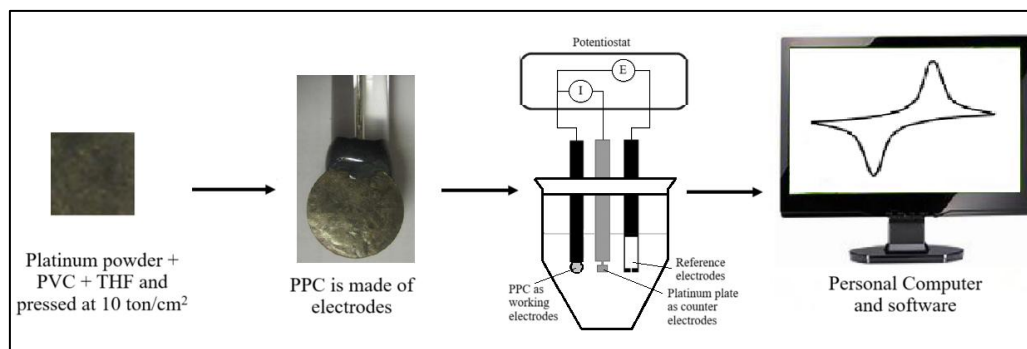 Platinum powder +
PVC + THF and
pressed at 10 ton/cm²
PPC is made of
electrodes
Potentiostat
E
I
PPC as
working
electrodes
Platinum plate
as counter
electrodes
Reference
electrodes
Personal Computer
and software